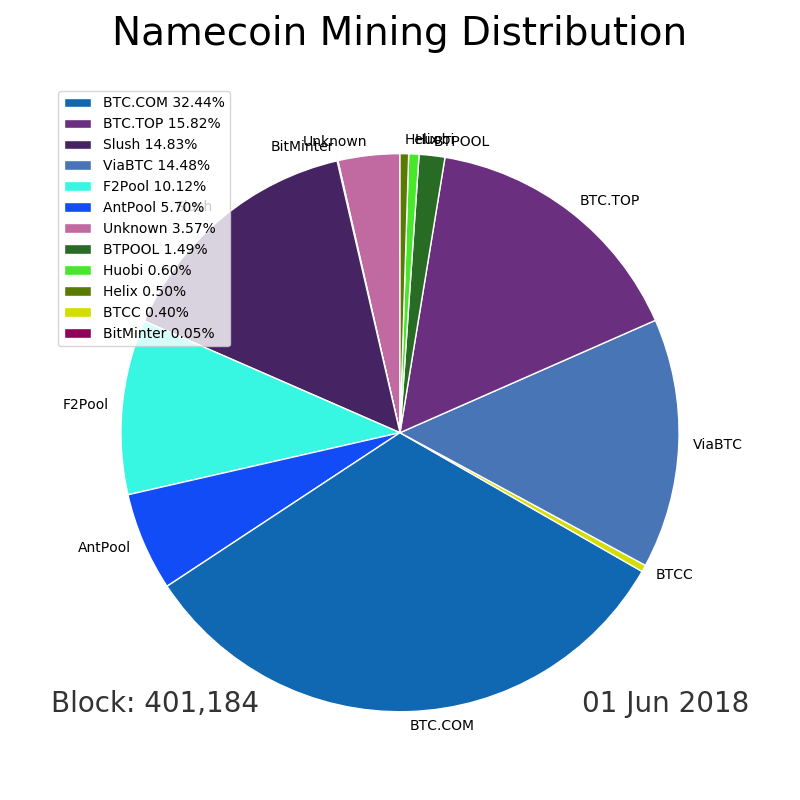 Namecoin Mining Distribution
BTC.COM 32.44%
BTC.TOP 15.82%
Slush 14.83%
ViaBTC 14.48%
F2Pool 10.12%
AntPool 5.70%
Unknown 3.57%
BTPOOL 1.49%
Huobi 0.60%
Helix 0.50%
BTCC 0.40%
BitMinter 0.05%
Slush
BitMinter
Unknown
Helix
Huobi
BTPOOL
BTC.TOP
F2Pool
ViaBTC
AntPool
BTCC
Block: 401,184
01 Jun 2018
BTC.COM